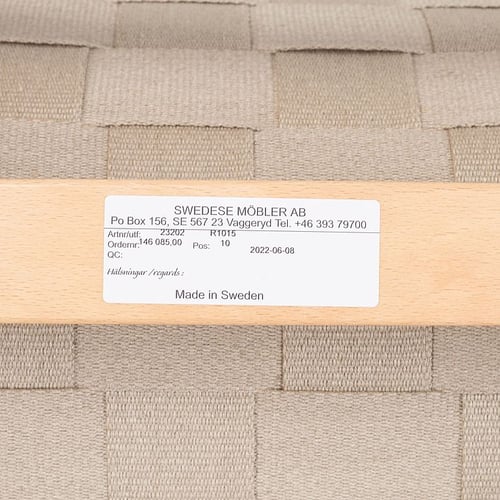 SWEDESE MÖBLER AB
Po Box 156, SE 567 23 Vaggeryd Tel. +46 393 79700
Artnr/utf: 23202 R1015
Ordernr: 146 085,00 Pos: 10 2022-06-08
QC:
Hälsningar /regards:
Made in Sweden